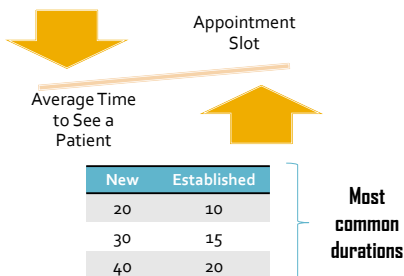 Appointment
Slot
Average Time
to See a
Patient
New Established
20 10
30 15
40 20
Most
common
durations